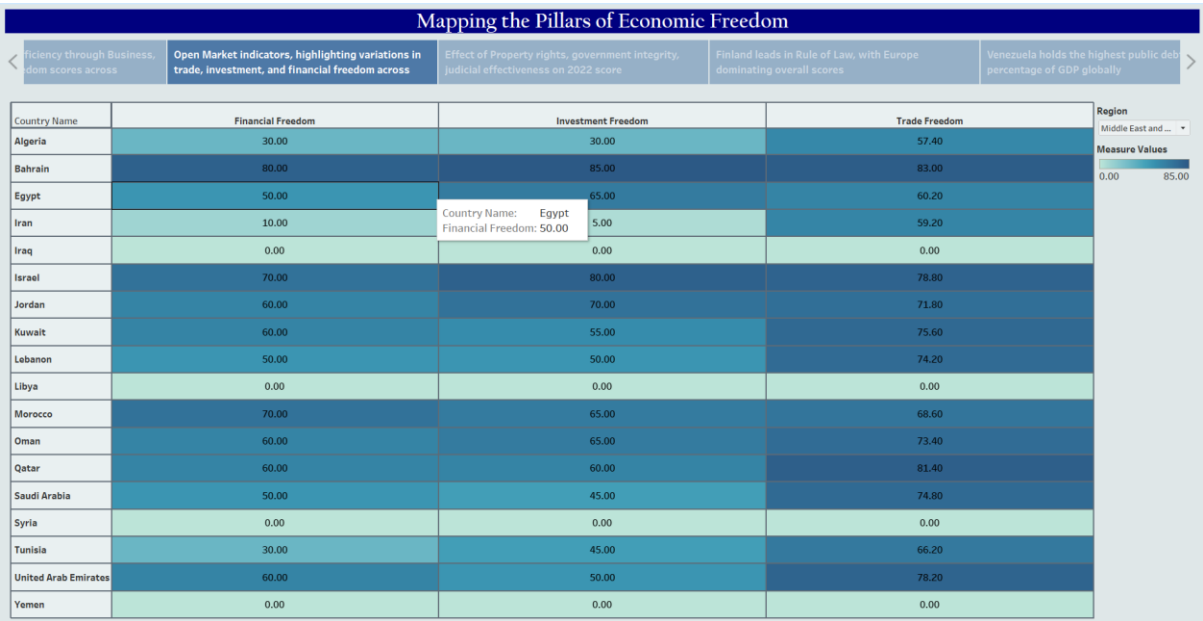 Mapping the Pillars of Economic Freedom
ficiency through Business,
dom scores across
Open Market indicators, highlighting variations in
trade, investment, and financial freedom across
Effect of Property rights, government integrity,
judicial effectiveness on 2022 score
Finland leads in Rule of Law, with Europe
dominating overall scores
Venezuela holds the highest public deb
percentage of GDP globally
Country Name Financial Freedom Investment Freedom Trade Freedom
Algeria 30.00 30.00 57.40
Bahrain 80.00 85.00 83.00
Egypt 50.00 65.00 60.20
Iran 10.00 5.00 59.20
Iraq 0.00 0.00 0.00
Israel 70.00 80.00 78.80
Jordan 60.00 70.00 71.80
Kuwait 60.00 55.00 75.60
Lebanon 50.00 50.00 74.20
Libya 0.00 0.00 0.00
Morocco 70.00 65.00 68.60
Oman 60.00 65.00 73.40
Qatar 60.00 60.00 81.40
Saudi Arabia 50.00 45.00 74.80
Syria 0.00 0.00 0.00
Tunisia 30.00 45.00 66.20
United Arab Emirates 60.00 50.00 78.20
Yemen 0.00 0.00 0.00
Country Name: Egypt
Financial Freedom: 50.00
Region
Middle East and ...
Measure Values
0.00 85.00